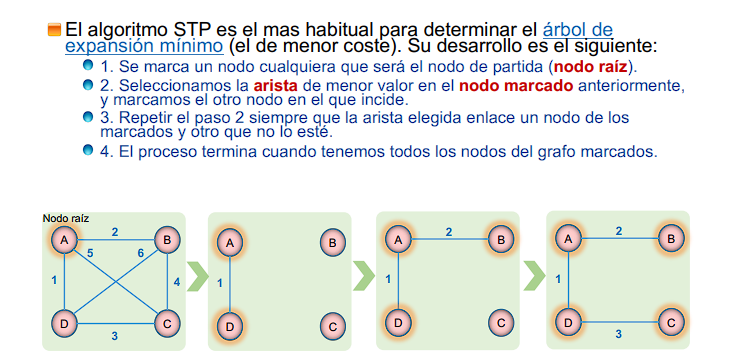 El algoritmo STP es el mas habitual para determinar el árbol de
expansión mínimo (el de menor coste). Su desarrollo es el siguiente:
1. Se marca un nodo cualquiera que será el nodo de partida (nodo raíz).
2. Seleccionamos la arista de menor valor en el nodo marcado anteriormente,
y marcamos el otro nodo en el que incide.
3. Repetir el paso 2 siempre que la arista elegida enlace un nodo de los
marcados y otro que no lo esté.
4. El proceso termina cuando tenemos todos los nodos del grafo marcados.
Nodo raíz
A 2 B
5 6
1 4
D 3 C
A B
1
D C
A 2 B
1
D C
A 2 B
1
D 3 C